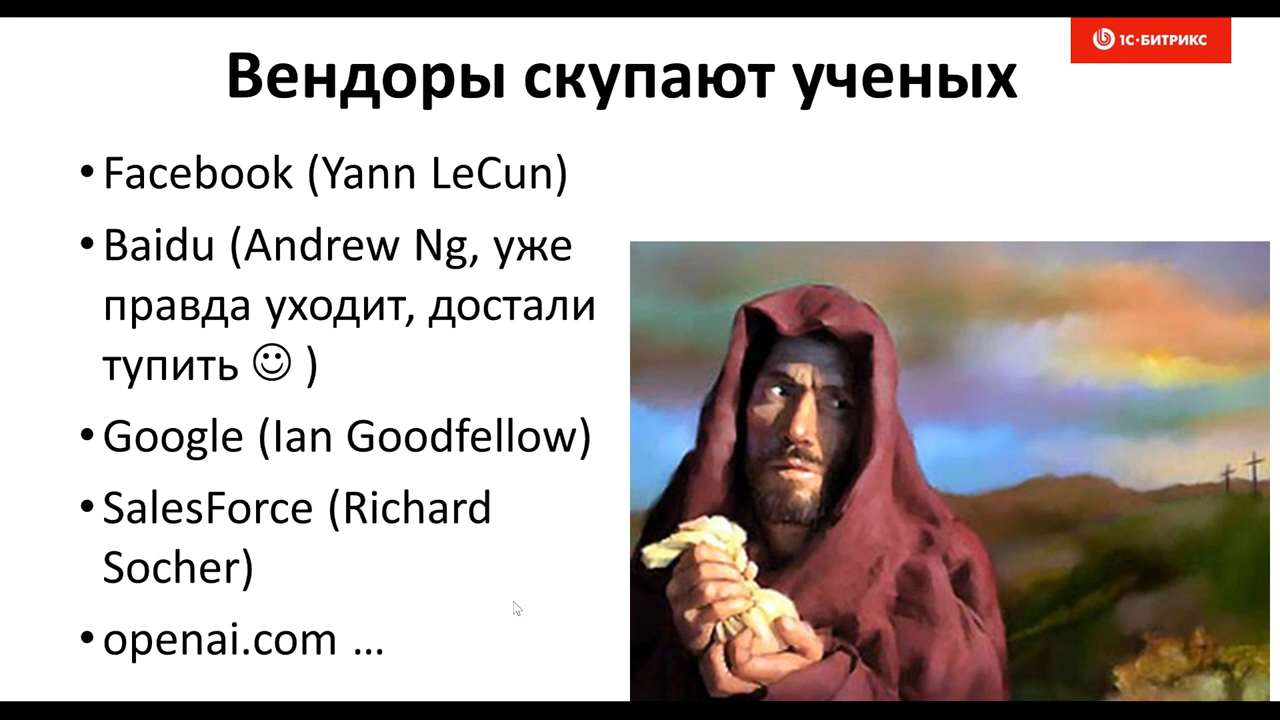 1С·БИТРИКС
Вендоры скупают ученых
• Facebook (Yann LeCun)
• Baidu (Andrew Ng, уже
правда уходит, достали
тупить ☺ )
• Google (Ian Goodfellow)
• SalesForce (Richard
Socher)
• openai.com ...